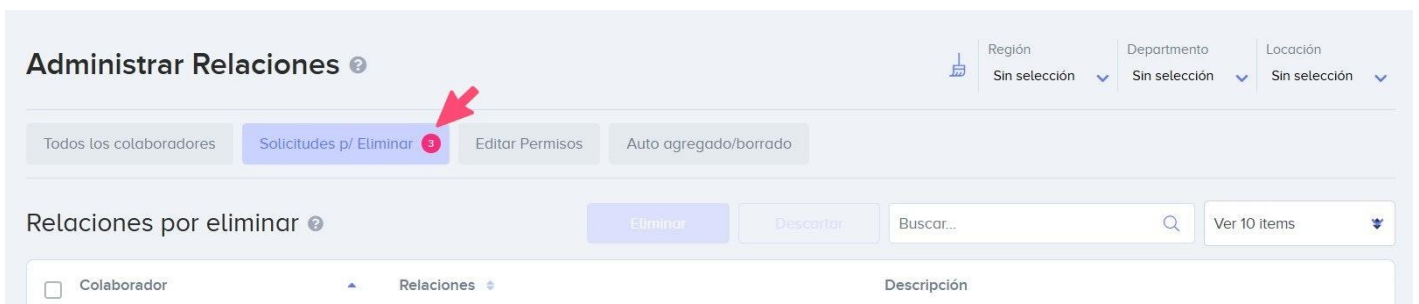 Administrar Relaciones ?
Región
Departmento
Locación
Sin selección
Sin selección
Sin selección
Todos los colaboradores
Solicitudes p/ Eliminar 3
Editar Permisos
Auto agregado/borrado
Relaciones por eliminar ?
Eliminar
Descartar
Buscar...
Ver 10 items
Colaborador
Relaciones
Descripción